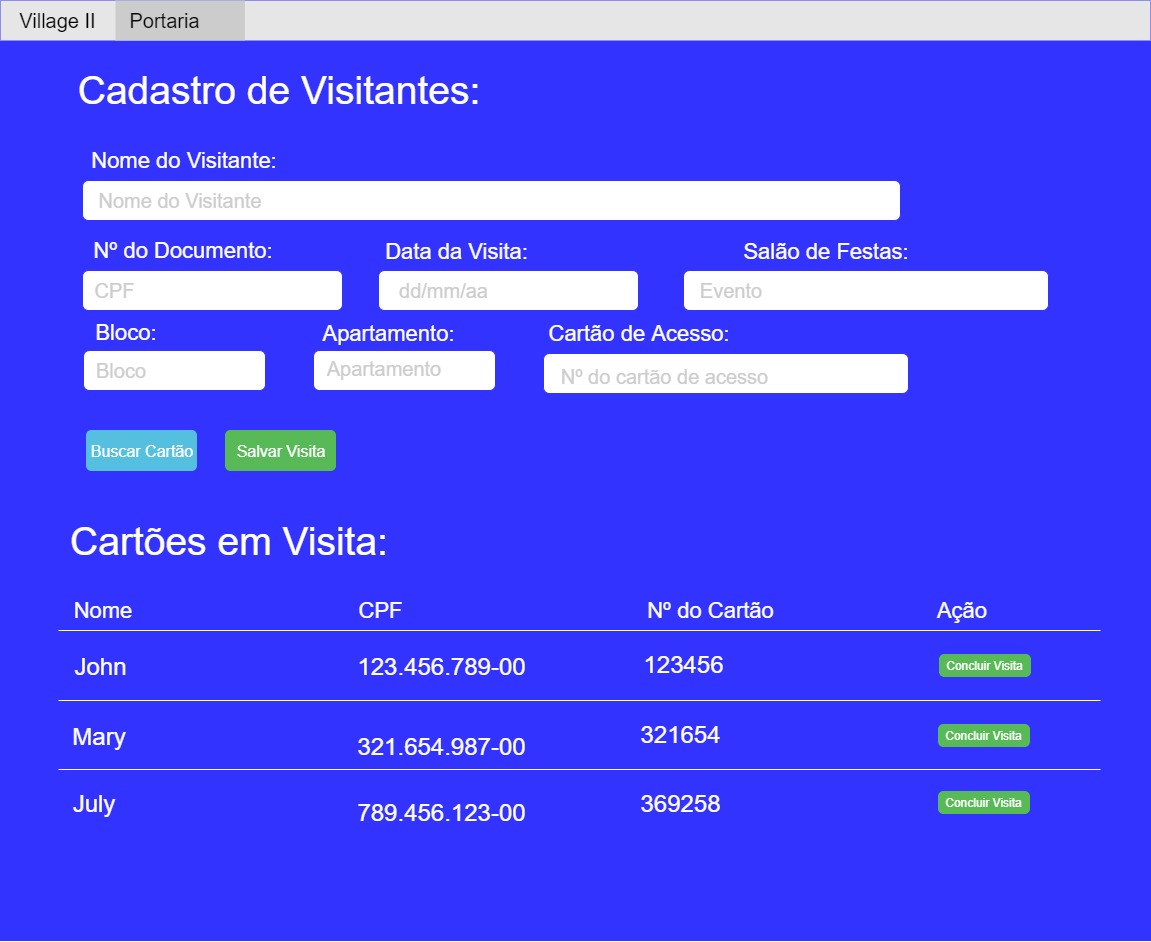 Village II Portaria
Cadastro de Visitantes:
Nome do Visitante:
Nome do Visitante
Nº do Documento: Data da Visita: Salão de Festas:
CPF dd/mm/aa Evento
Bloco: Apartamento: Cartão de Acesso:
Bloco Apartamento Nº do cartão de acesso
Buscar Cartão Salvar Visita
Cartões em Visita:
Nome CPF Nº do Cartão Ação
John 123.456.789-00 123456 Concluir Visita
Mary 321.654.987-00 321654 Concluir Visita
July 789.456.123-00 369258 Concluir Visita